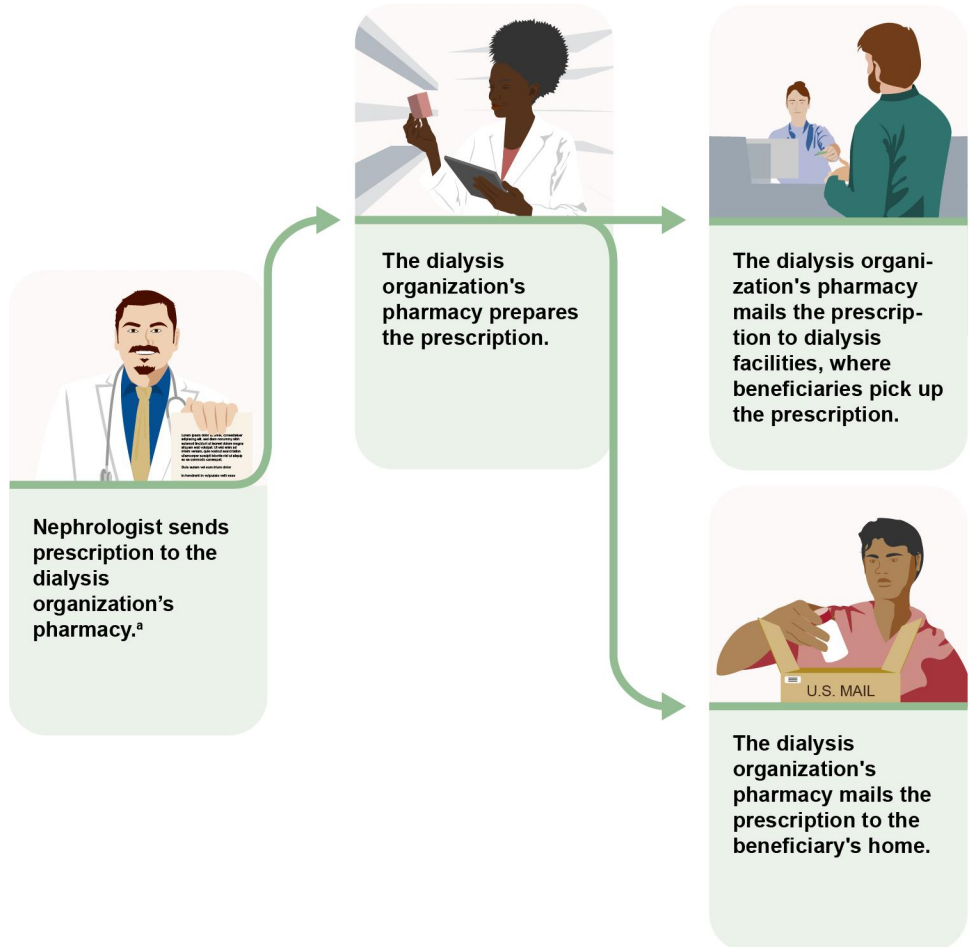 Nephrologist sends
prescription to the
dialysis
organization’s
pharmacy.ª
The dialysis
organization's
pharmacy prepares
the prescription.
The dialysis organi-
zation's pharmacy
mails the prescrip-
tion to dialysis
facilities, where
beneficiaries pick up
the prescription.
U.S. MAIL
The dialysis
organization's
pharmacy mails the
prescription to the
beneficiary's home.